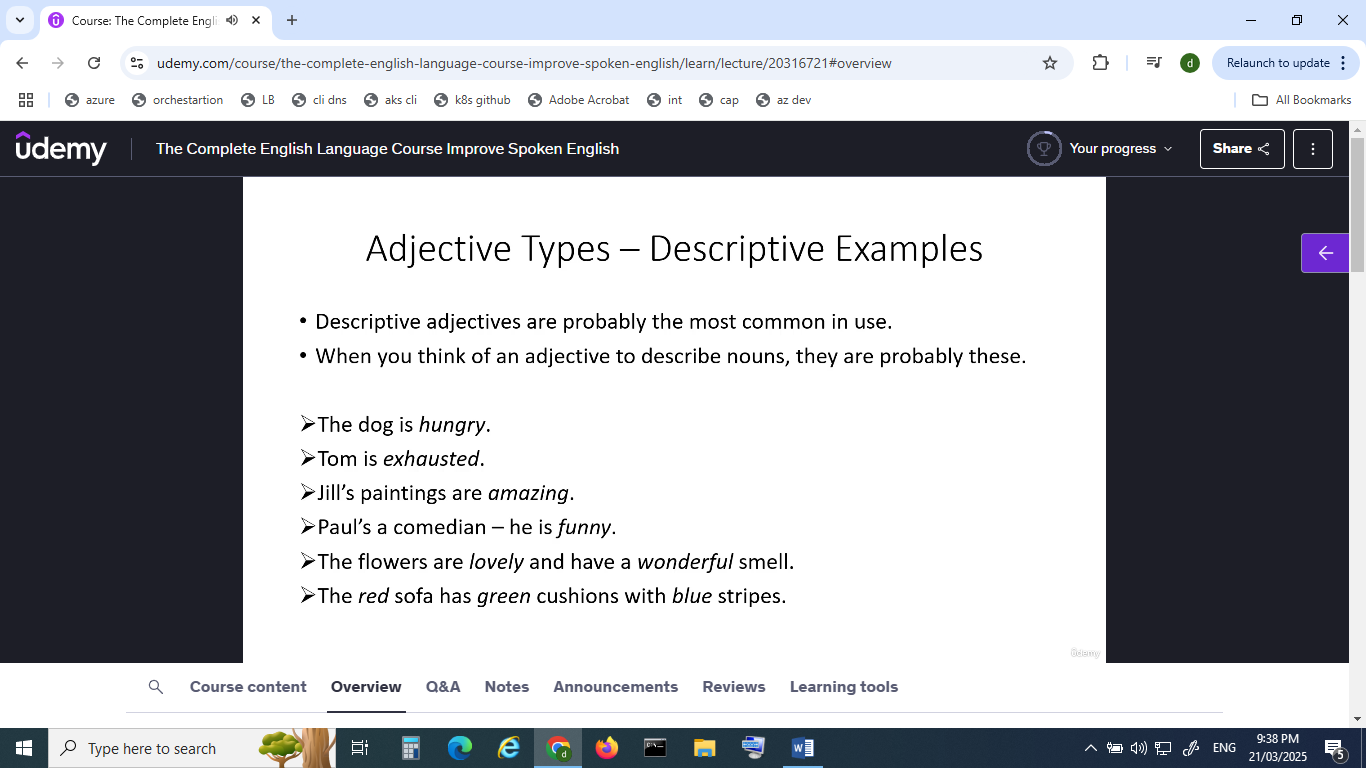 Course: The Complete Engli
udemy.com/course/the-complete-english-language-course-improve-spoken-english/learn/lecture/20316721#overview
d
Relaunch to update
azure
orchestartion
LB
cli dns
aks cli
k8s github
Adobe Acrobat
int
cap
az dev
All Bookmarks
ûdemy
The Complete English Language Course Improve Spoken English
Your progress
Share
Adjective Types – Descriptive Examples
• Descriptive adjectives are probably the most common in use.
• When you think of an adjective to describe nouns, they are probably these.
➢The dog is hungry.
➢Tom is exhausted.
➢Jill’s paintings are amazing.
➢Paul’s a comedian – he is funny.
➢The flowers are lovely and have a wonderful smell.
➢The red sofa has green cushions with blue stripes.
ûdemy
Course content
Overview
Q&A
Notes
Announcements
Reviews
Learning tools
Type here to search
ENG
9:38 PM
21/03/2025
5